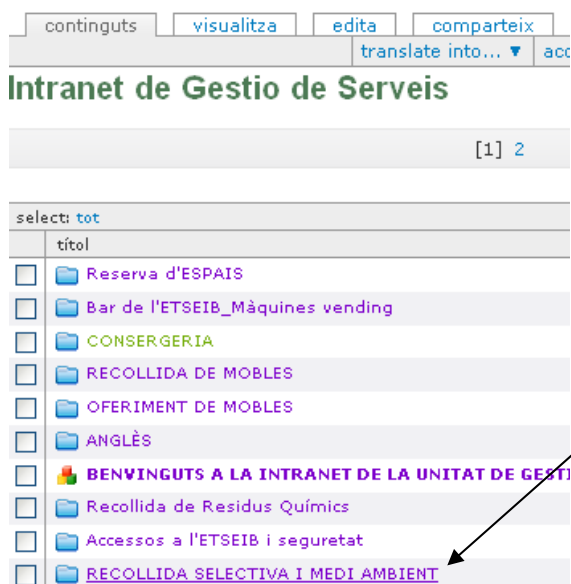 continguts visualitza edita comparteix
translate into... ▼
Intranet de Gestio de Serveis
[1] 2
select: tot
títol
Reserva d'ESPAIS
Bar de l'ETSEIB_Màquines vending
CONSERGERIA
RECOLLIDA DE MOBLES
OFERIMENT DE MOBLES
ANGLÈS
BENVINGUTS A LA INTRANET DE LA UNITAT DE
Recollida de Residus Químics
Accessos a l'ETSEIB i seguretat
RECOLLIDA SELECTIVA I MEDI AMBIENT